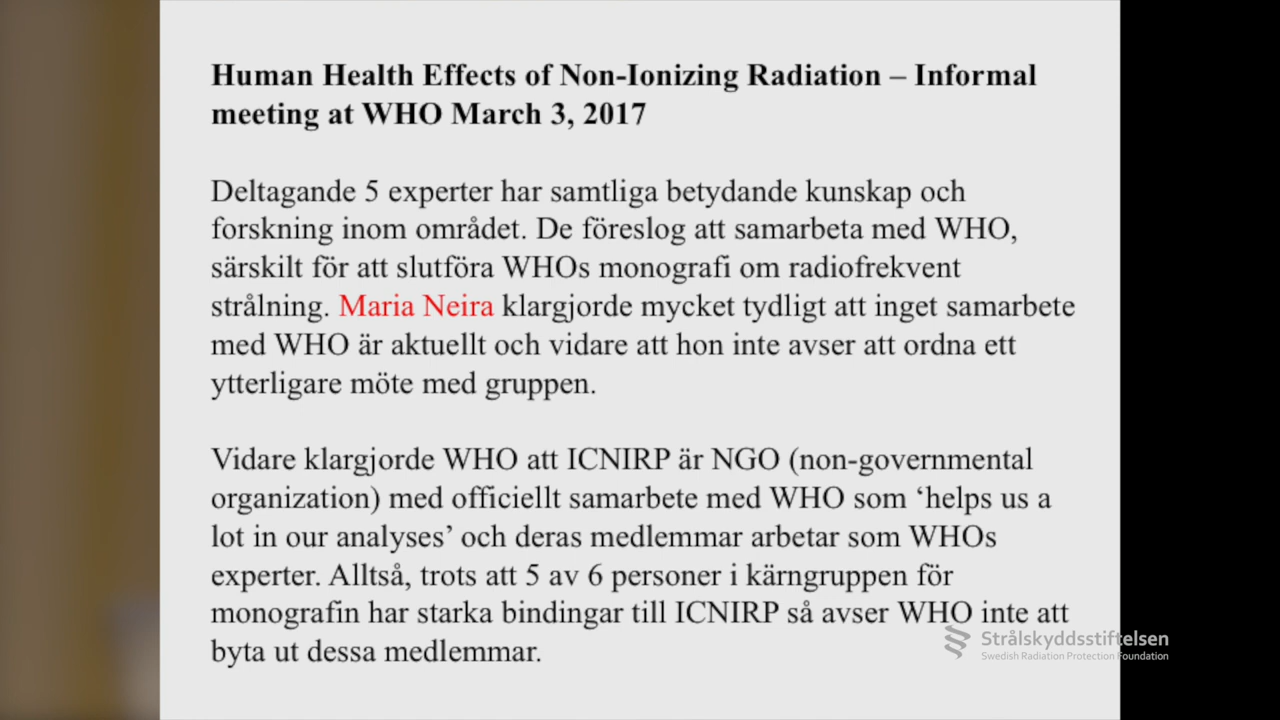 Human Health Effects of Non-Ionizing Radiation – Informal
meeting at WHO March 3, 2017
Deltagande 5 experter har samtliga betydande kunskap och
forskning inom området. De föreslog att samarbeta med WHO,
särskilt för att slutföra WHOs monografi om radiofrekvent
strålning. Maria Neira klargjorde mycket tydligt att inget samarbete
med WHO är aktuellt och vidare att hon inte avser att ordna ett
ytterligare möte med gruppen.
Vidare klargjorde WHO att ICNIRP är NGO (non-governmental
organization) med officiellt samarbete med WHO som ‘helps us a
lot in our analyses’ och deras medlemmar arbetar som WHOs
experter. Alltså, trots att 5 av 6 personer i kärngruppen för
monografin har starka bindingar till ICNIRP så avser WHO inte att
byta ut dessa medlemmar.
Strålskyddsstiftelsen
Swedish Radiation Protection Foundation